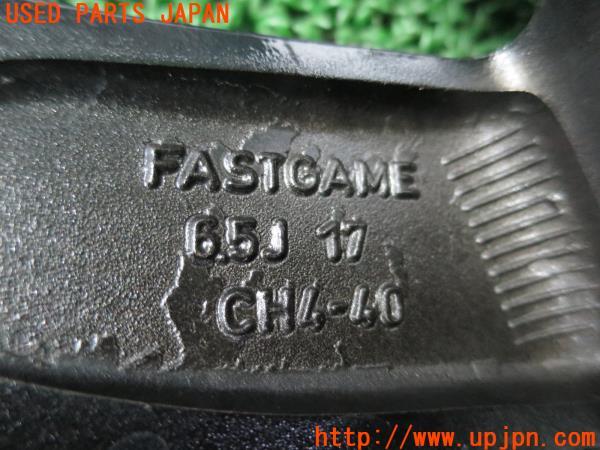 USED PARTS JAPAN
FASTGAME
6.5J 17
CH4-40
http://www.upjpn.com/